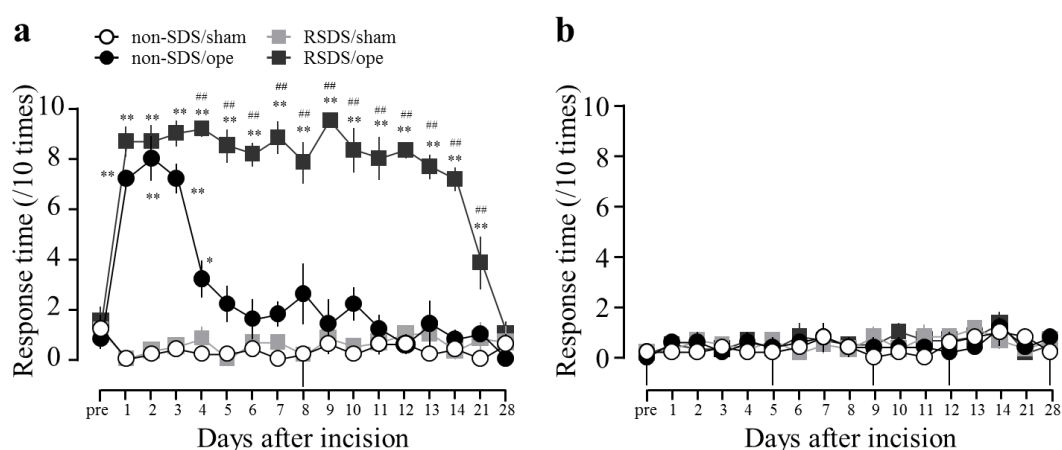 a
non-SDS/sham RSDS/sham
non-SDS/ope RSDS/ope
## ## ## ## ## ## ## ## ## ## ##
** ** ** ** ** ** ** ** ** ** ** ** ** **
** ** ** *
##
**
Response time (/10 times)
10
8
6
4
2
0
pre 1 2 3 4 5 6 7 8 9 10 11 12 13 14 21 28
Days after incision
b
Response time (/10 times)
10
8
6
4
2
0
pre 1 2 3 4 5 6 7 8 9 10 11 12 13 14 21 28
Days after incision